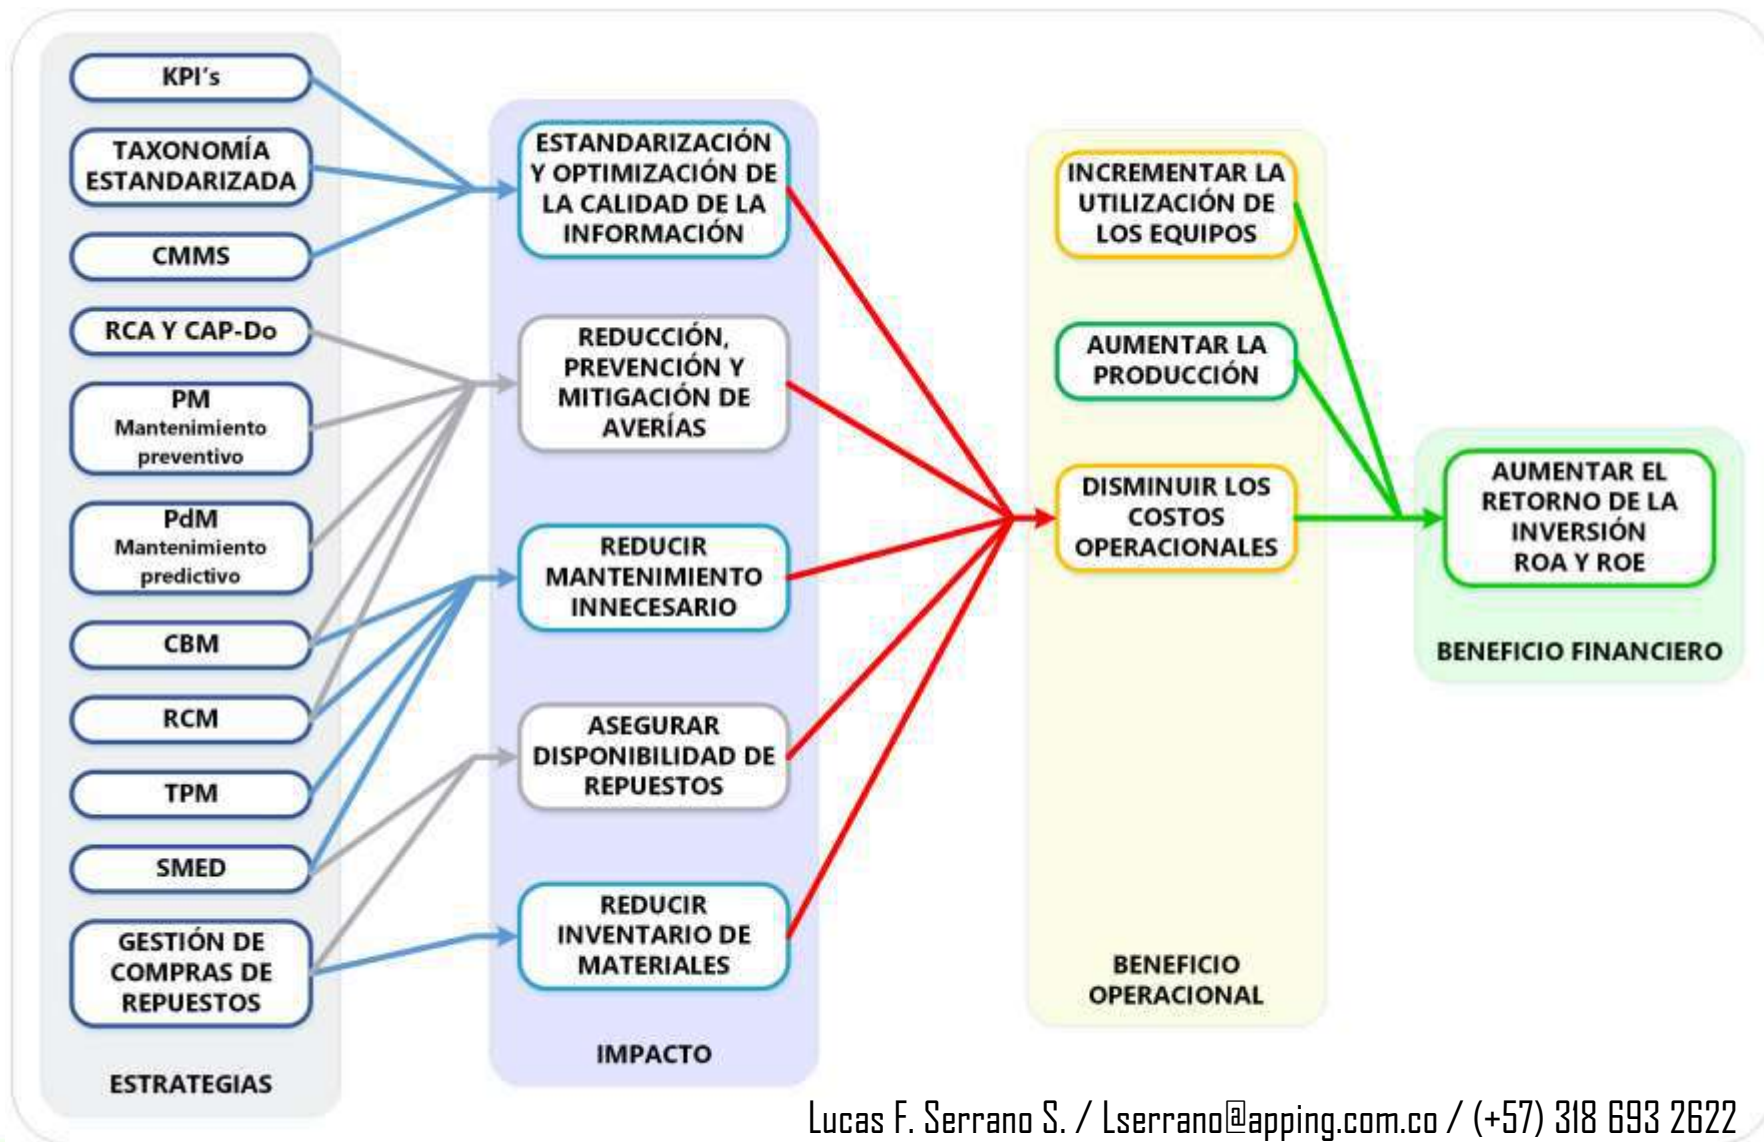 KPI's
TAXONOMÍA
ESTANDARIZADA
CMMS
RCA Y CAP-Do
PM
Mantenimiento
preventivo
PdM
Mantenimiento
predictivo
CBM
RCM
TPM
SMED
GESTIÓN DE
COMPRAS DE
REPUESTOS
ESTRATEGIAS
ESTANDARIZACIÓN
Y OPTIMIZACIÓN DE
LA CALIDAD DE LA
INFORMACIÓN
REDUCCIÓN,
PREVENCIÓN Y
MITIGACIÓN DE
AVERÍAS
REDUCIR
MANTENIMIENTO
INNECESARIO
ASEGURAR
DISPONIBILIDAD DE
REPUESTOS
REDUCIR
INVENTARIO DE
MATERIALES
IMPACTO
INCREMENTAR LA
UTILIZACIÓN DE
LOS EQUIPOS
AUMENTAR LA
PRODUCCIÓN
DISMINUIR LOS
COSTOS
OPERACIONALES
BENEFICIO
OPERACIONAL
AUMENTAR EL
RETORNO DE LA
INVERSIÓN
ROA Y ROE
BENEFICIO FINANCIERO
Lucas F. Serrano S. / Lserrano@apping.com.co / (+57) 318 693 2622